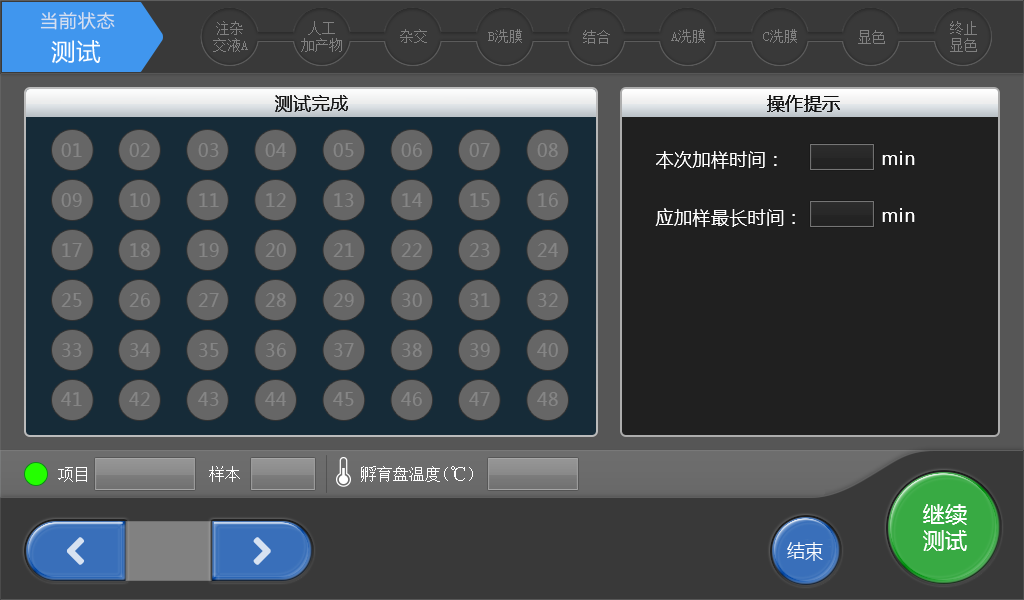 当前状态
测试
注杂
交液A
人工
加产物
杂交
B洗膜
结合
A洗膜
C洗膜
显色
终止
显色
测试完成
01 02 03 04 05 06 07 08
09 10 11 12 13 14 15 16
17 18 19 20 21 22 23 24
25 26 27 28 29 30 31 32
33 34 35 36 37 38 39 40
41 42 43 44 45 46 47 48
操作提示
本次加样时间： min
应加样最长时间： min
项目 样本 孵育盘温度(℃)
结束
继续
测试